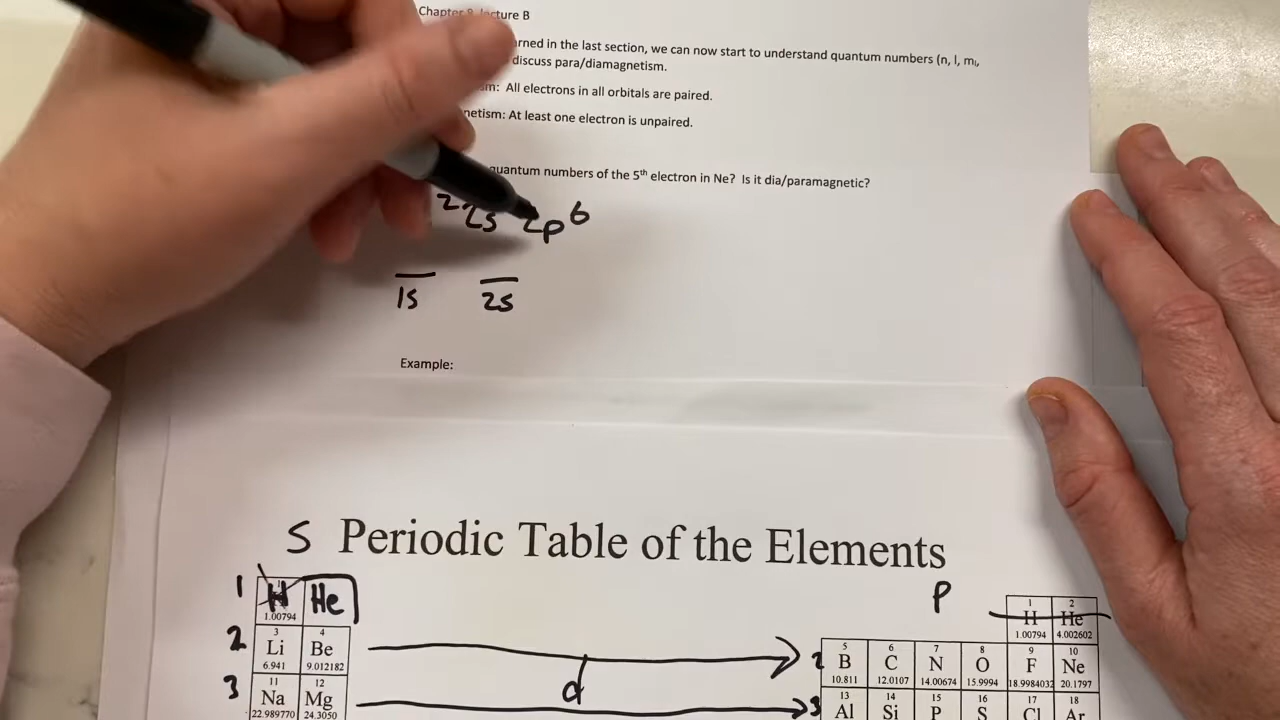 Chapter 8 lecture B
rned in the last section, we can now start to understand quantum numbers (n, l, mₗ,
discuss para/diamagnetism.
m: All electrons in all orbitals are paired.
netism: At least one electron is unpaired.
quantum numbers of the 5th electron in Ne? Is it dia/paramagnetic?
2 2s 2p⁶
1s 2s
Example:
S Periodic Table of the Elements
P
1 H He 1 2
1.00794 H He
1.00794 4.002602
2 3 4 2 5 6 7 8 9 10
Li Be B C N O F Ne
6.941 9.012182 10.811 12.0107 14.00674 15.9994 18.9984032 20.1797
d
3 11 12 3 13 14 15 16 17 18
Na Mg Al Si P S Cl Ar
22.989770 24.3050